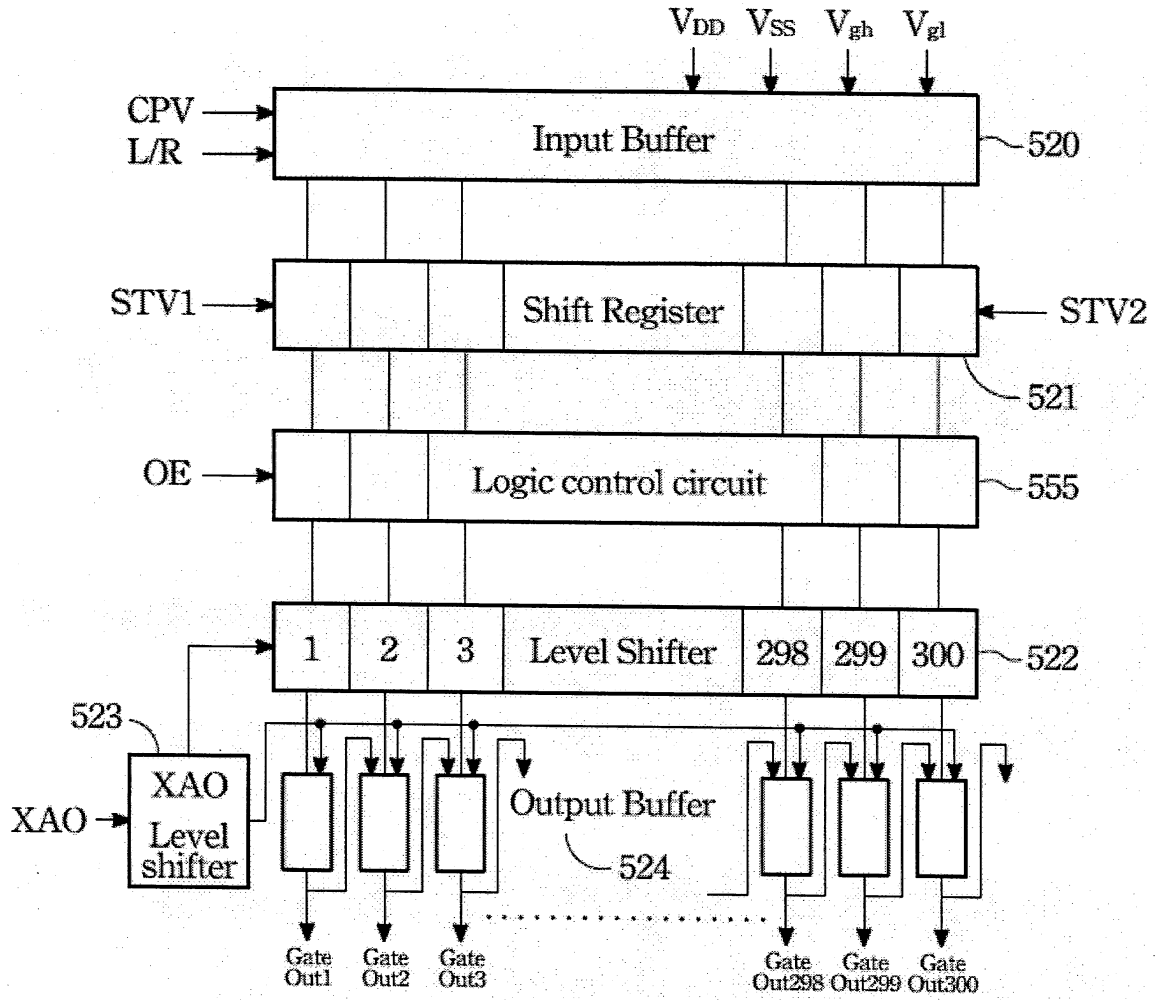 VDD VSS Vgh Vgl
CPV
L/R
Input Buffer
520
STV1
Shift Register
STV2
521
OE
Logic control circuit
555
1 2 3 Level Shifter 298 299 300
522
523
XAO
XAO
Level
shifter
Output Buffer
524
Gate
Out1
Gate
Out2
Gate
Out3
Gate
Out298
Gate
Out299
Gate
Out300